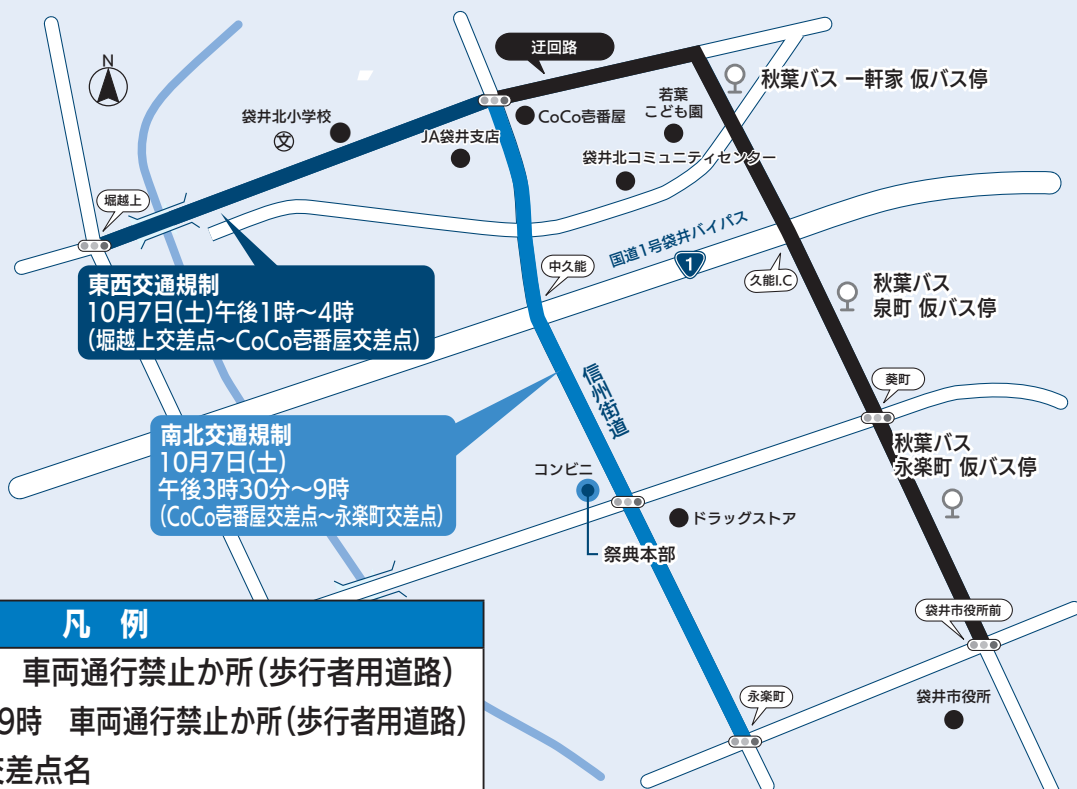 N
迂回路
秋葉バス 一軒家 仮バス停
袋井北小学校
文
JA袋井支店
CoCo壱番屋
若葉
こども園
袋井北コミュニティセンター
堀越上
国道1号袋井バイパス
1
中久能
久能I.C
東西交通規制
10月7日(土)午後1時〜4時
(堀越上交差点〜CoCo壱番屋交差点)
秋葉バス
泉町 仮バス停
信州街道
葵町
南北交通規制
10月7日(土)
午後3時30分〜9時
(CoCo壱番屋交差点〜永楽町交差点)
秋葉バス
永楽町 仮バス停
コンビニ
ドラッグストア
祭典本部
袋井市役所前
袋井市役所
永楽町
凡 例
車両通行禁止か所(歩行者用道路)
9時 車両通行禁止か所(歩行者用道路)
差点名